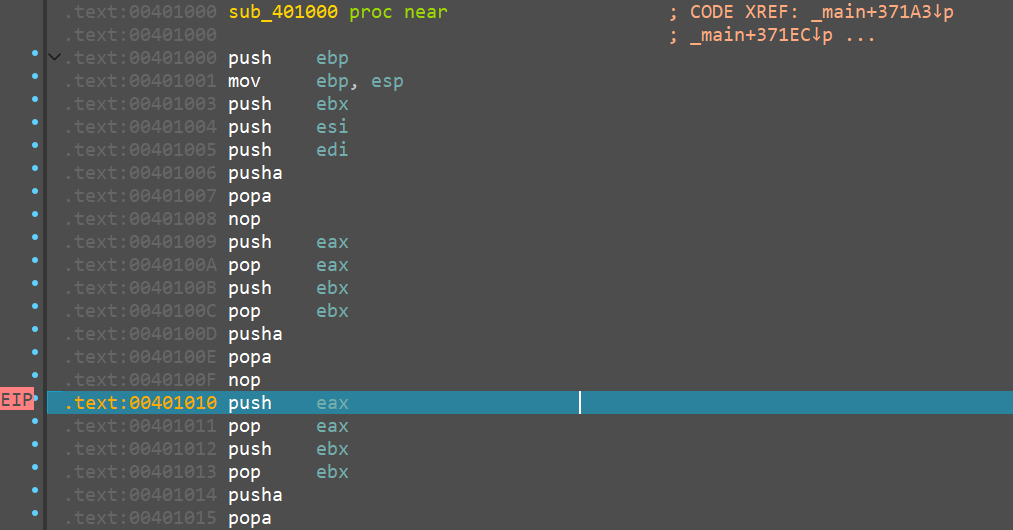 .text:00401000 sub_401000 proc near ; CODE XREF: _main+371A3↓p
.text:00401000 ; _main+371EC↓p ...
.text:00401000 push ebp
.text:00401001 mov ebp, esp
.text:00401003 push ebx
.text:00401004 push esi
.text:00401005 push edi
.text:00401006 pusha
.text:00401007 popa
.text:00401008 nop
.text:00401009 push eax
.text:0040100A pop eax
.text:0040100B push ebx
.text:0040100C pop ebx
.text:0040100D pusha
.text:0040100E popa
.text:0040100F nop
EIP .text:00401010 push eax
.text:00401011 pop eax
.text:00401012 push ebx
.text:00401013 pop ebx
.text:00401014 pusha
.text:00401015 popa